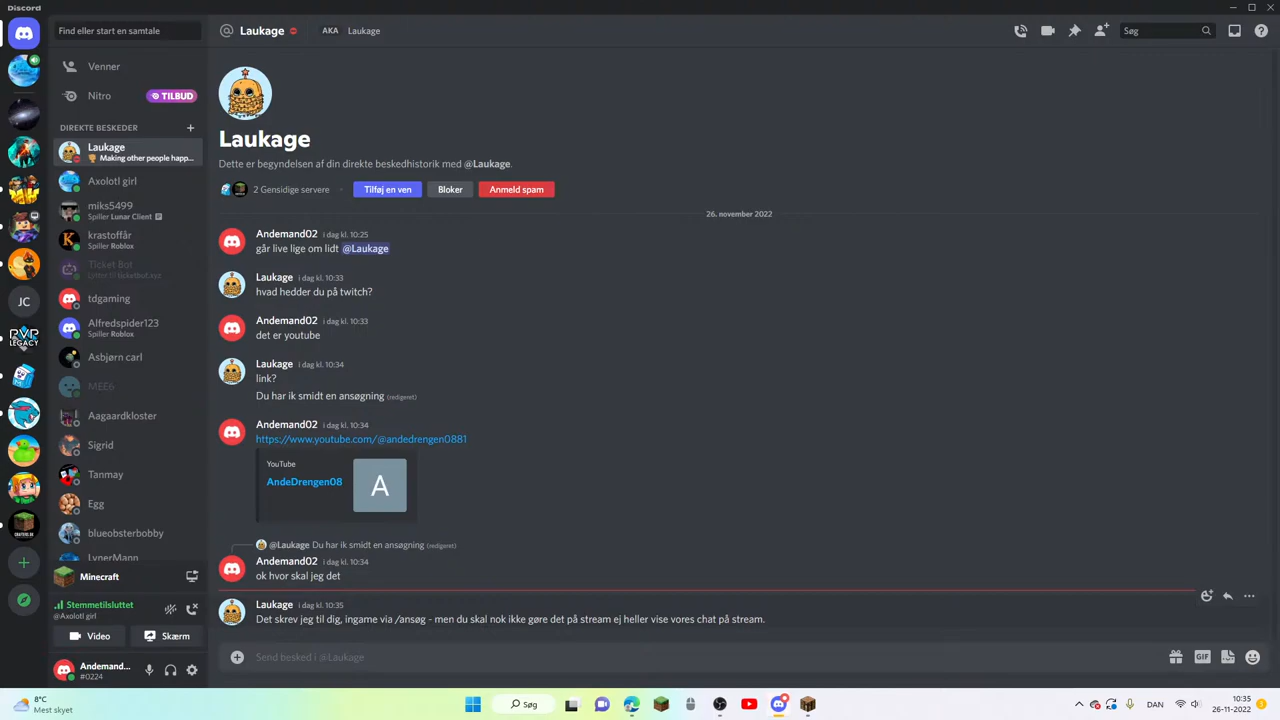 Discord
Find eller start en samtale
Venner
Nitro
TILBUD
DIREKTE BESKEDER
Laukage
Making other people happ...
Axolotl girl
miks5499
Spiller Lunar Client
krastoffår
Spiller Roblox
Ticket Bot
tdgaming
Alfredspider123
Spiller Roblox
Asbjørn carl
MEE6
Aagaardkloster
Sigrid
Tanmay
Egg
blueobsterbobby
LynerMann
JC
PVP
LEGACY
Minecraft
Stemmetilsluttet
@Axolotl girl
Video
Skærm
Andemand...
#0224
Laukage
AKA Laukage
Søg
Laukage
Dette er begyndelsen af din direkte beskedhistorik med @Laukage.
2 Gensidige servere
Tilføj en ven
Bloker
Anmeld spam
26. november 2022
Andemand02 i dag kl. 10:25
går live lige om lidt @Laukage
Laukage i dag kl. 10:33
hvad hedder du på twitch?
Andemand02 i dag kl. 10:33
det er youtube
Laukage i dag kl. 10:34
link?
Du har ik smidt en ansøgning (redigeret)
Andemand02 i dag kl. 10:34
https://www.youtube.com/@andedrengen0881
YouTube
AndeDrengen08
A
@Laukage Du har ik smidt en ansøgning (redigeret)
Andemand02 i dag kl. 10:34
ok hvor skal jeg det
Laukage i dag kl. 10:35
Det skrev jeg til dig, ingame via /ansøg - men du skal nok ikke gøre det på stream ej heller vise vores chat på stream.
Send besked i @Laukage
GIF
8°C
Mest skyet
Søg
DAN
10:35
26-11-2022